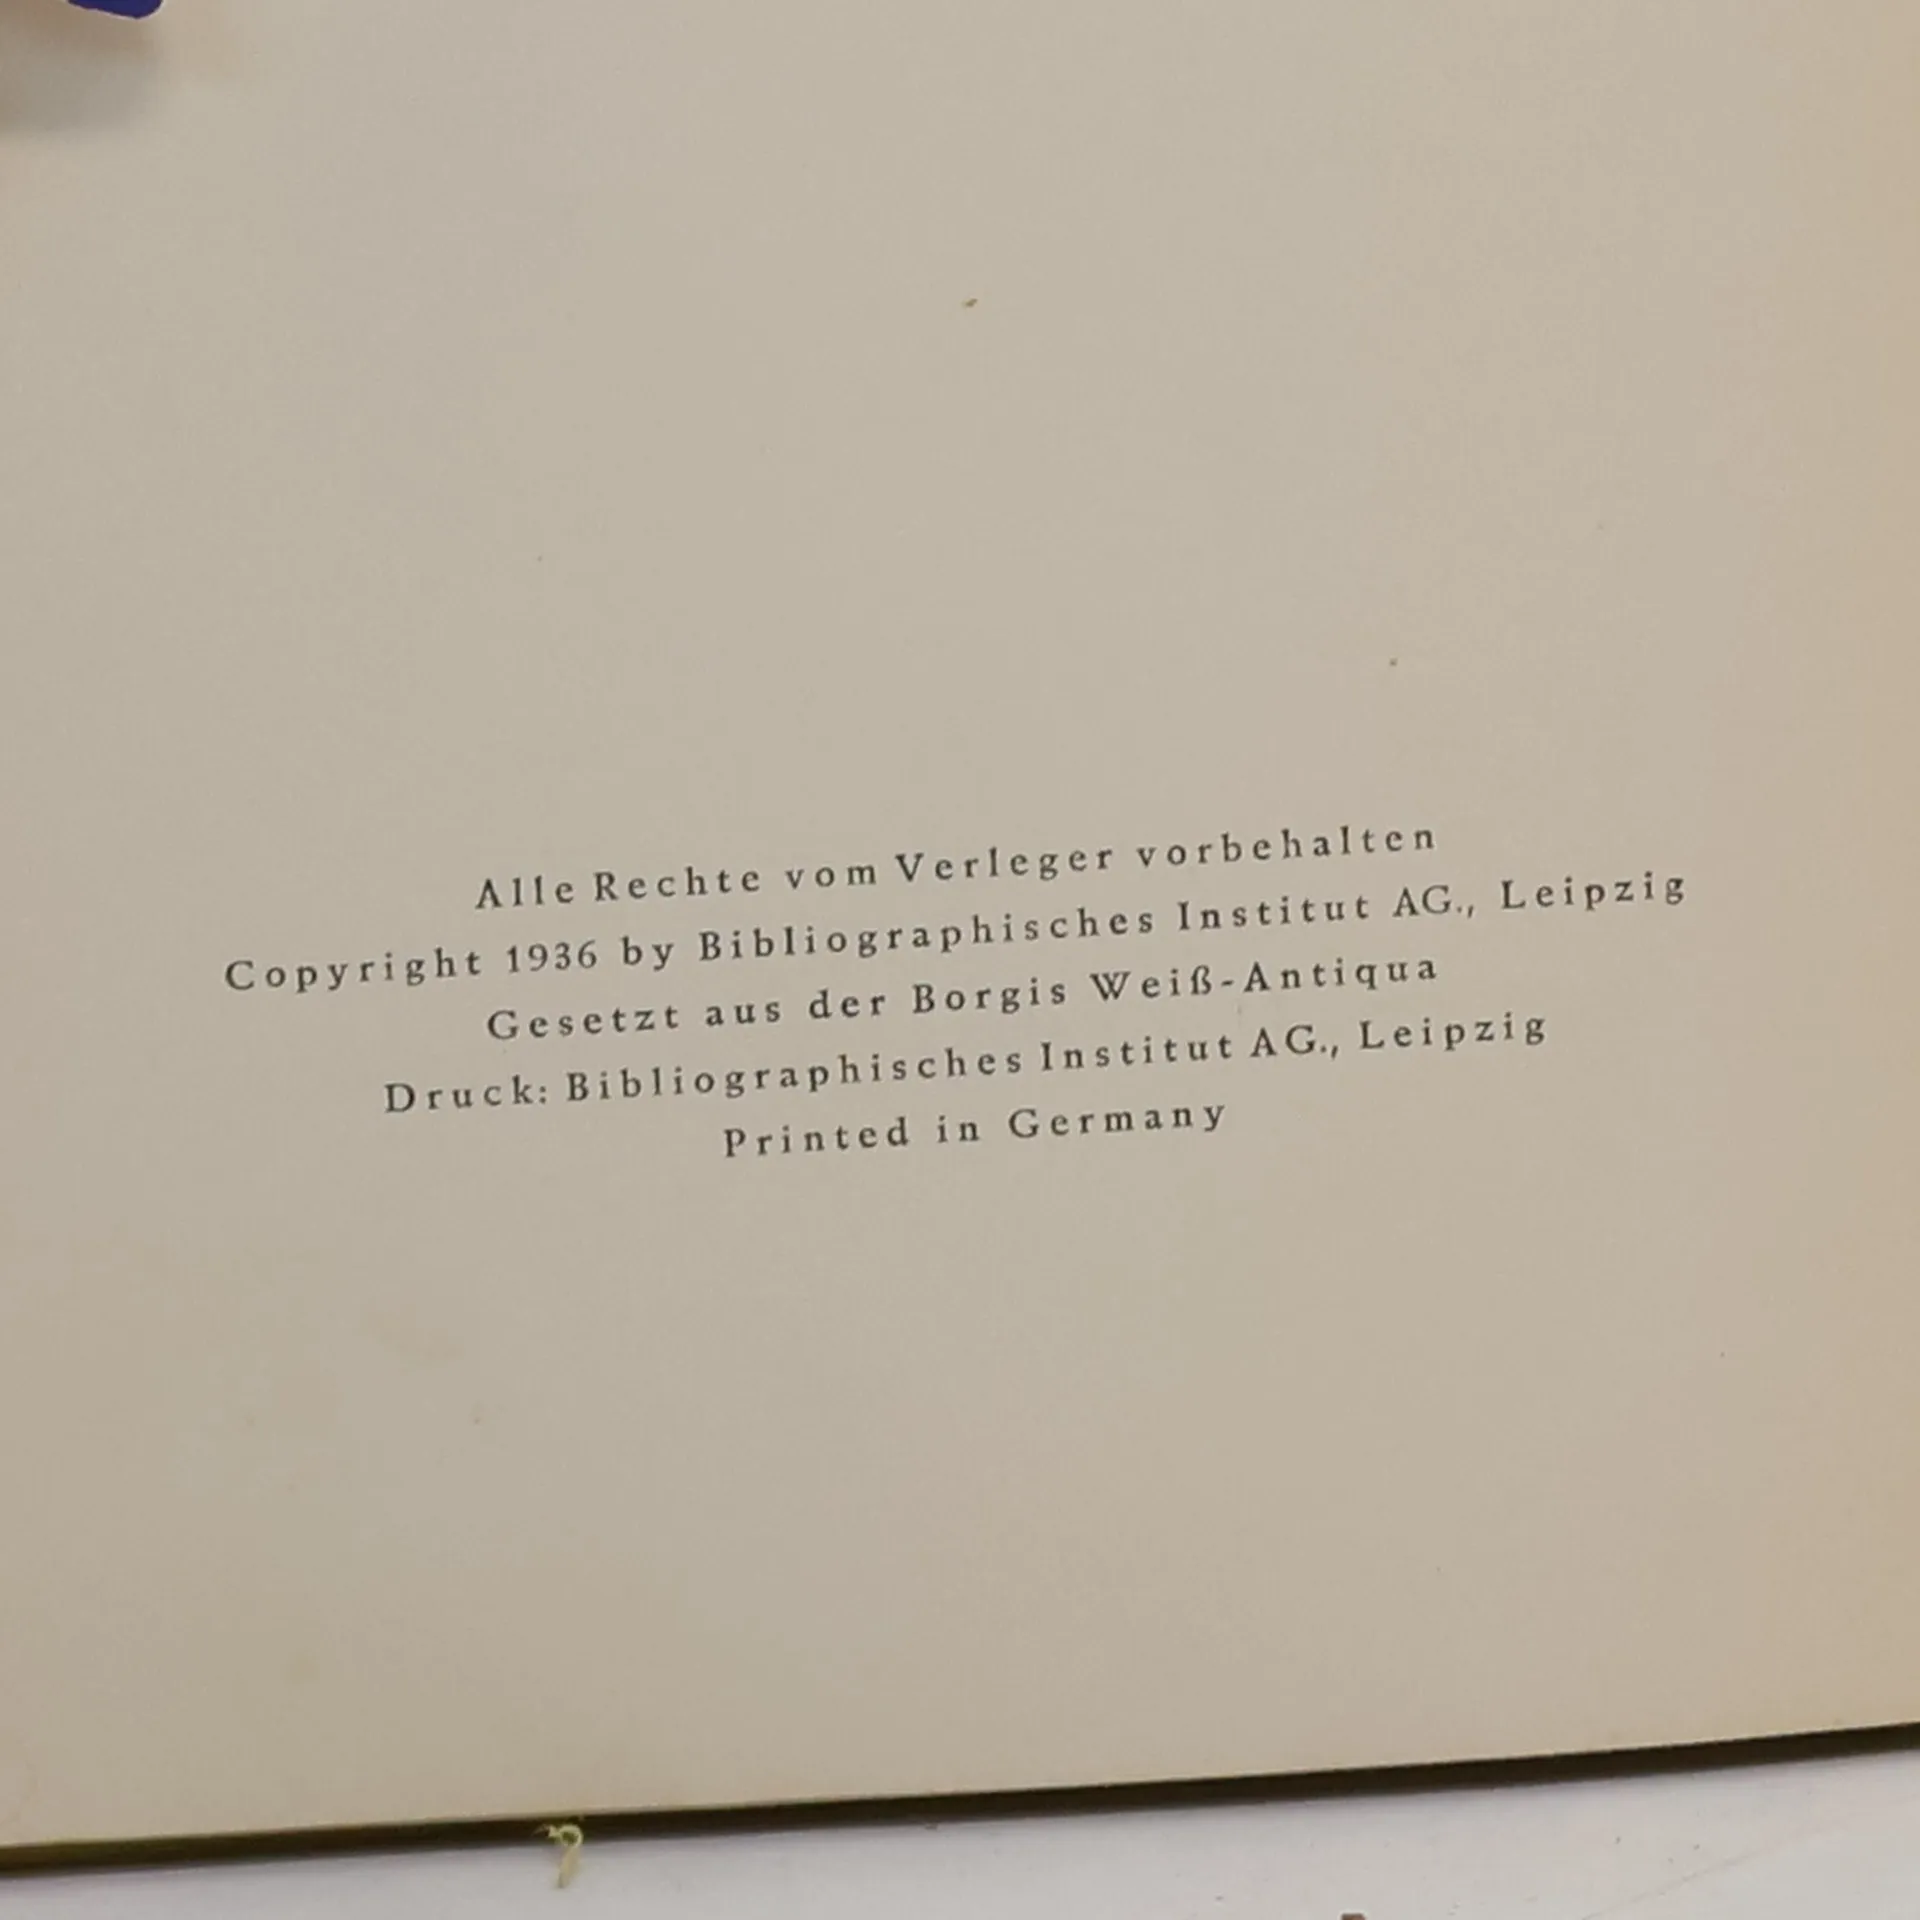 Alle Rechte vom Verleger vorbehalten
Copyright 1936 by Bibliographisches Institut AG., Leipzig
Gesetzt aus der Borgis Weiß-Antiqua
Druck: Bibliographisches Institut AG., Leipzig
Printed in Germany